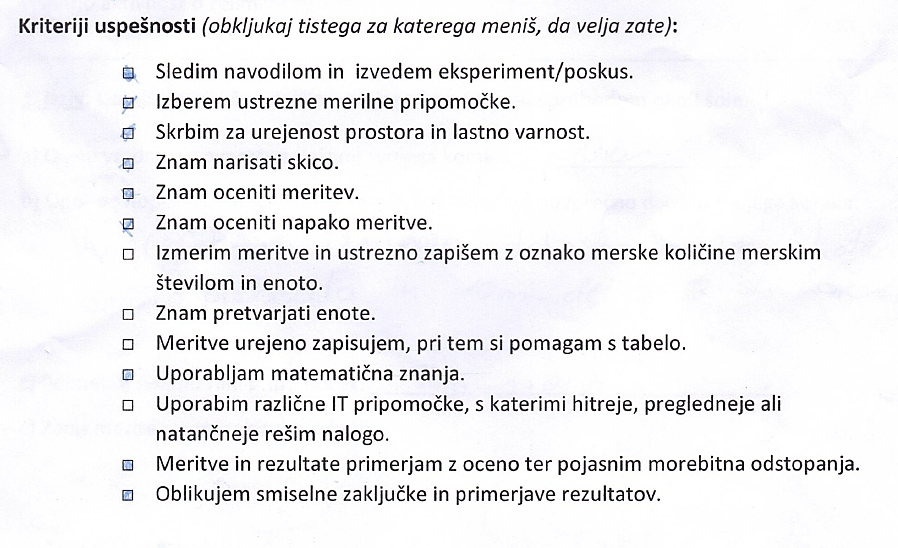 Kriteriji uspešnosti (obkljukaj tistega za katerega meniš, da velja zate):
Sledim navodilom in izvedem eksperiment/poskus.
Izberem ustrezne merilne pripomočke.
Skrbim za urejenost prostora in lastno varnost.
Znam narisati skico.
Znam oceniti meritev.
Znam oceniti napako meritve.
Izmerim meritve in ustrezno zapišem z oznako merske količine merskim
številom in enoto.
Znam pretvarjati enote.
Meritve urejeno zapisujem, pri tem si pomagam s tabelo.
Uporabljam matematična znanja.
Uporabim različne IT pripomočke, s katerimi hitreje, pregledneje ali
natančneje rešim nalogo.
Meritve in rezultate primerjam z oceno ter pojasnim morebitna odstopanja.
Oblikujem smiselne zaključke in primerjave rezultatov.